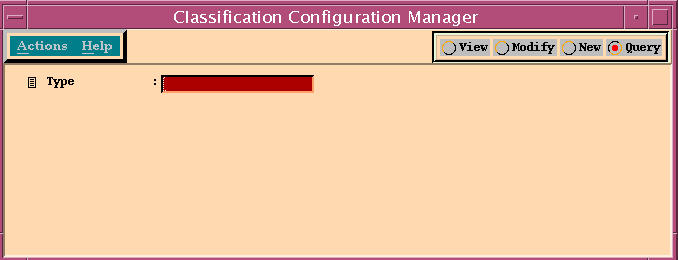 Classification Configuration Manager
Actions Help View Modify New Query
Type :